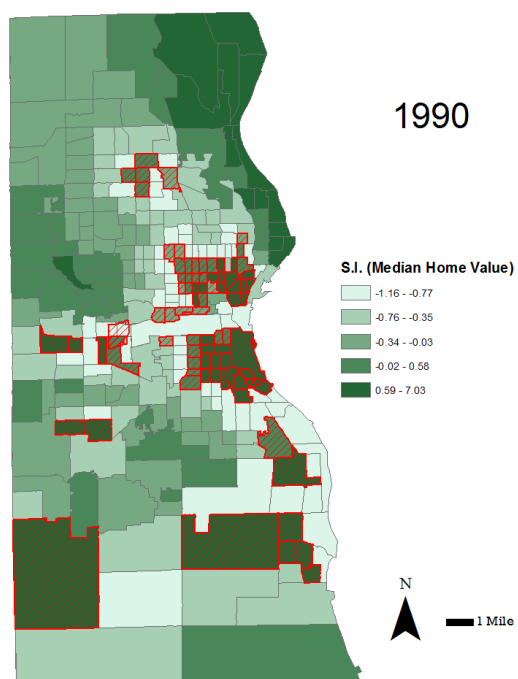 1990
S.I. (Median Home Value)
-1.16 - -0.77
-0.76 - -0.35
-0.34 - -0.03
-0.02 - 0.58
0.59 - 7.03
N
1 Mile